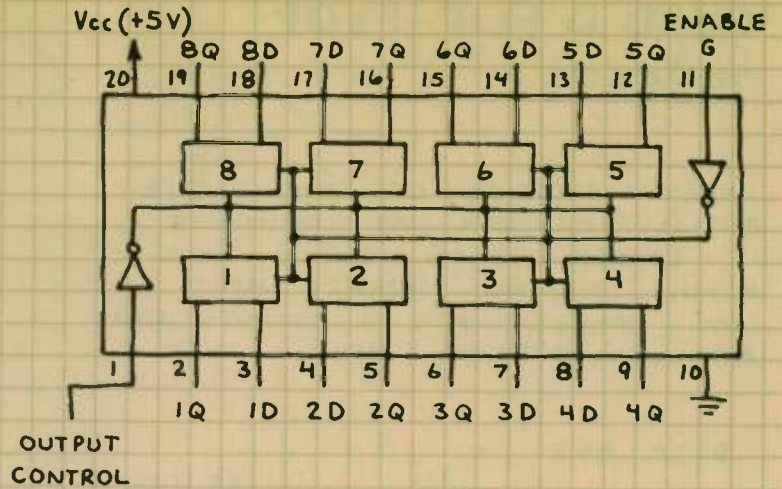 Vcc (+5V)
ENABLE
8Q 8D 7D 7Q 6Q 6D 5D 5Q G
20 19 18 17 16 15 14 13 12 11
8 7 6 5
1 2 3 4
1 2 3 4 5 6 7 8 9 10
1Q 1D 2D 2Q 3Q 3D 4D 4Q
OUTPUT
CONTROL